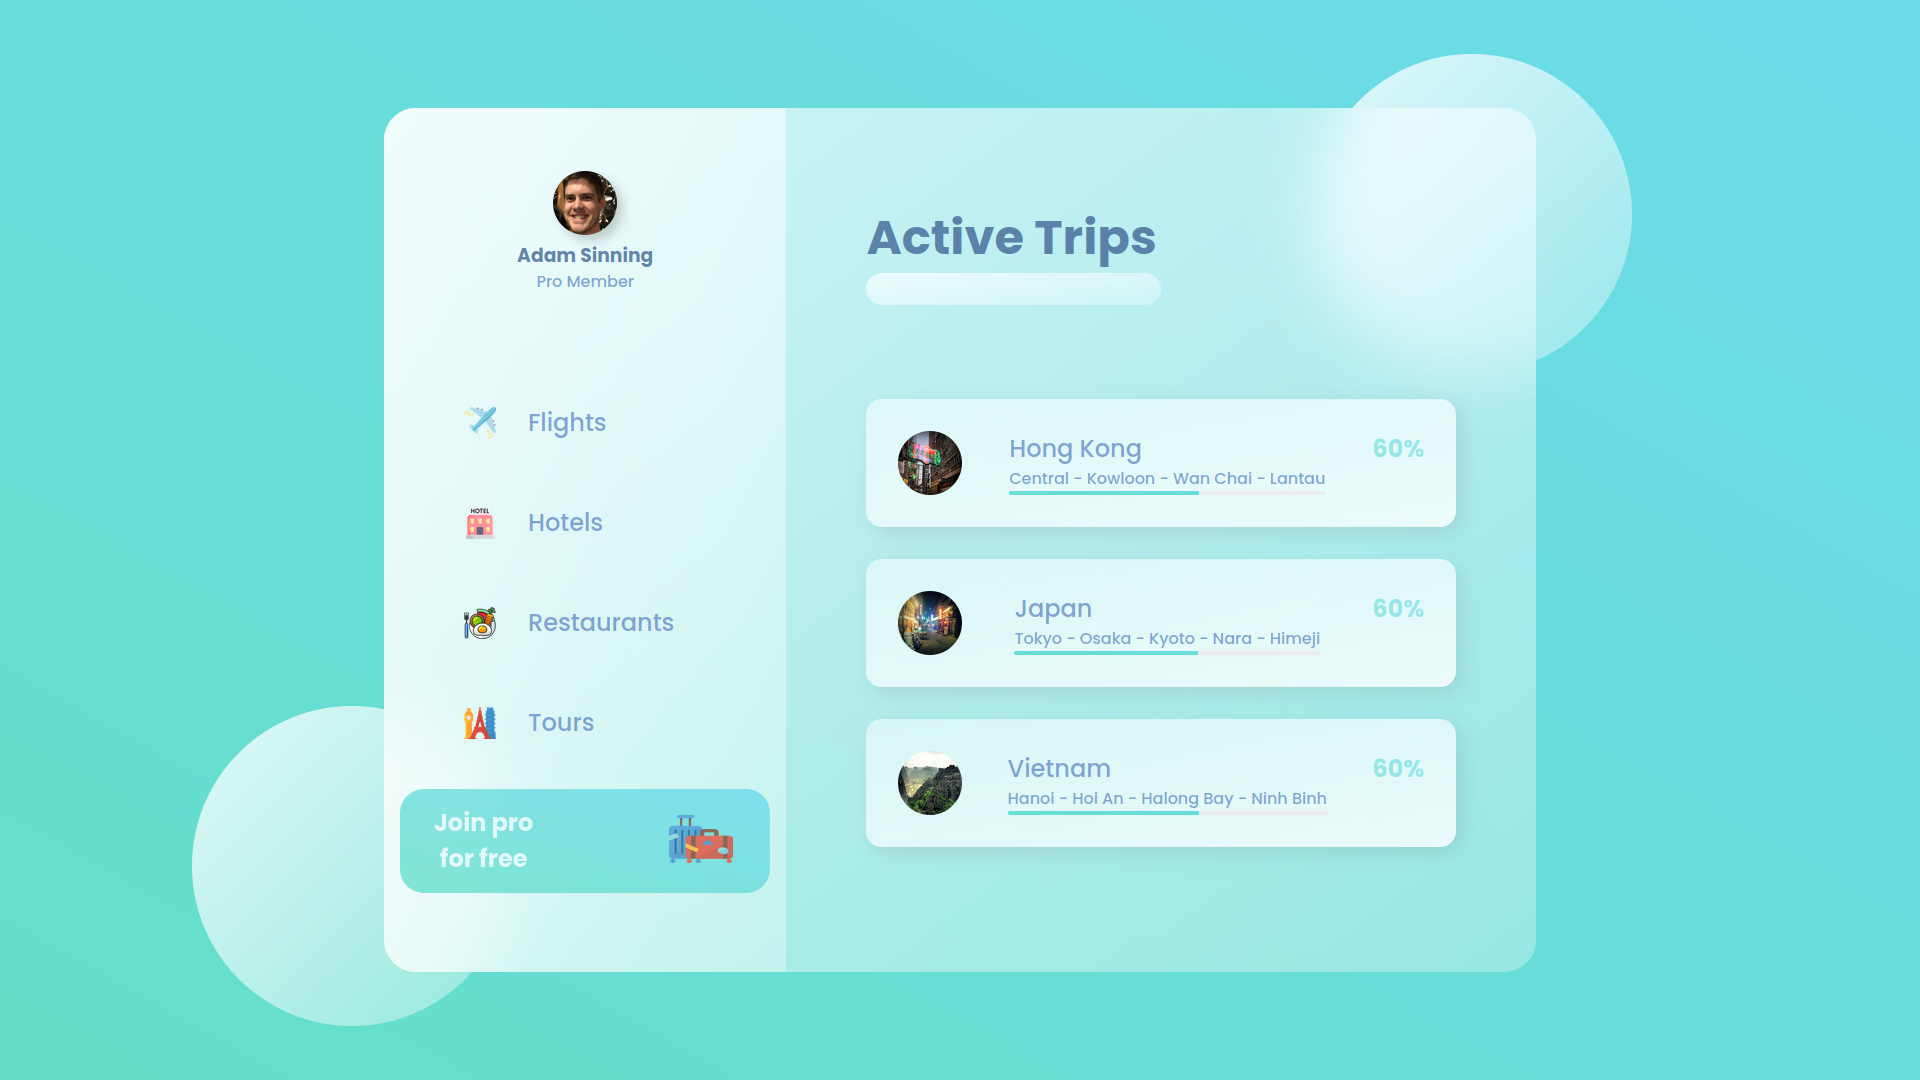 Adam Sinning
Pro Member
Flights
HOTEL
Hotels
Restaurants
Tours
Join pro
for free
Active Trips
Hong Kong
60%
Central - Kowloon - Wan Chai - Lantau
Japan
60%
Tokyo - Osaka - Kyoto - Nara - Himeji
Vietnam
60%
Hanoi - Hoi An - Halong Bay - Ninh Binh